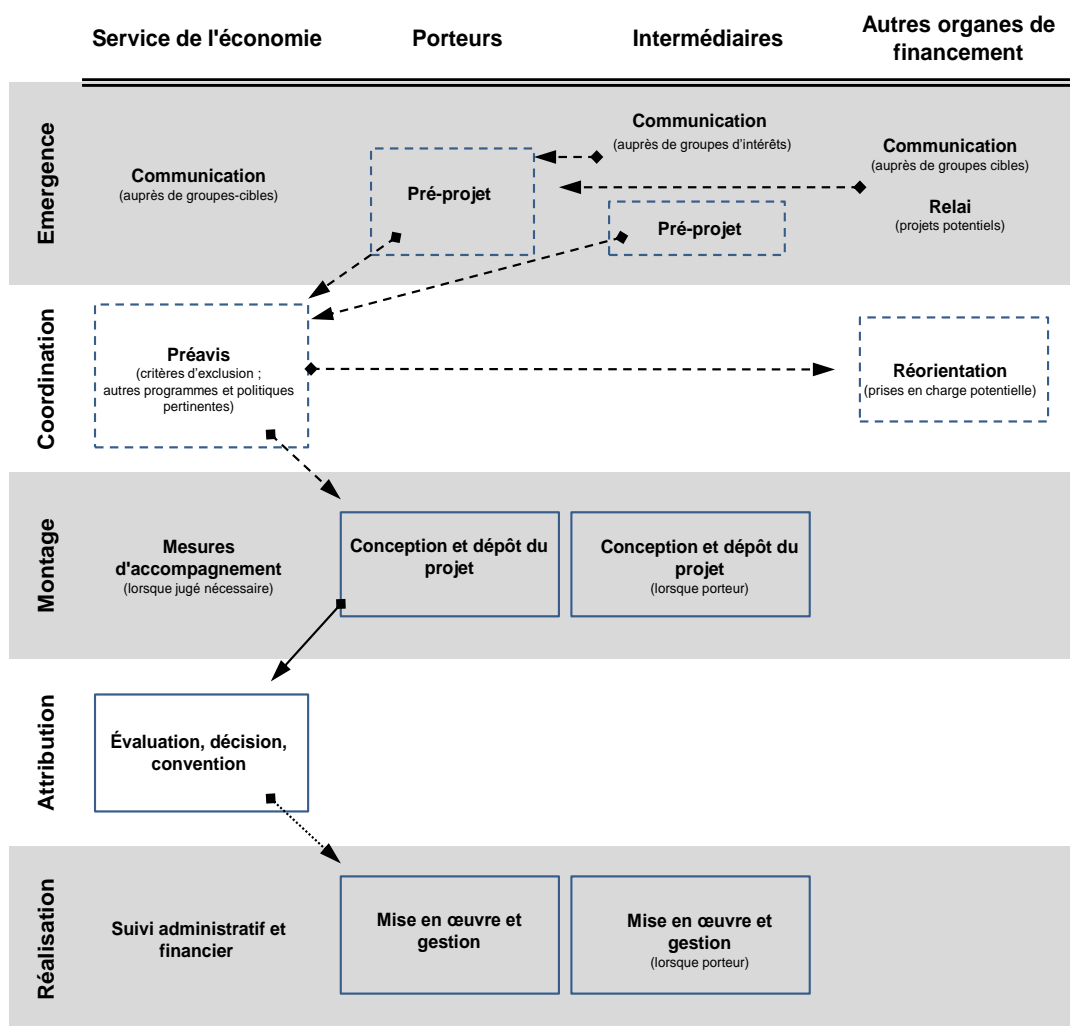 Service de l'économie
Porteurs
Intermédiaires
Autres organes de
financement
Emergence
Communication
(auprès de groupes-cibles)
Pré-projet
Communication
(auprès de groupes d'intérêts)
Pré-projet
Communication
(auprès de groupes cibles)
Relai
(projets potentiels)
Coordination
Préavis
(critères d'exclusion ;
autres programmes et politiques
pertinentes)
Réorientation
(prises en charge potentielle)
Montage
Mesures
d'accompagnement
(lorsque jugé nécessaire)
Conception et dépôt du
projet
Conception et dépôt du
projet
(lorsque porteur)
Attribution
Évaluation, décision,
convention
Réalisation
Suivi administratif et
financier
Mise en œuvre et
gestion
Mise en œuvre et
gestion
(lorsque porteur)